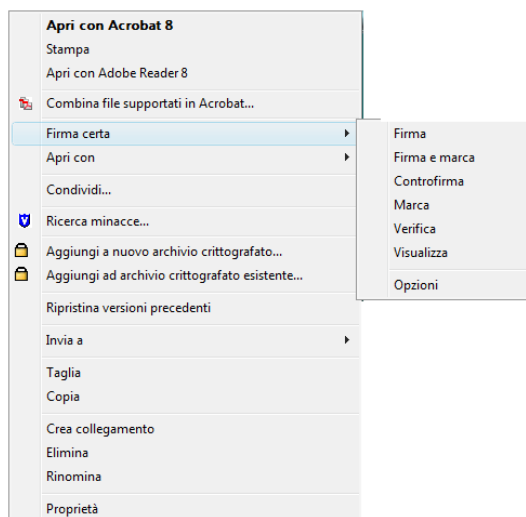 Apri con Acrobat 8
Stampa
Apri con Adobe Reader 8
Combina file supportati in Acrobat...
Firma certa
Apri con
Condividi...
Ricerca minacce...
Aggiungi a nuovo archivio crittografato...
Aggiungi ad archivio crittografato esistente...
Ripristina versioni precedenti
Invia a
Taglia
Copia
Crea collegamento
Elimina
Rinomina
Proprietà
Firma
Firma e marca
Controfirma
Marca
Verifica
Visualizza
Opzioni